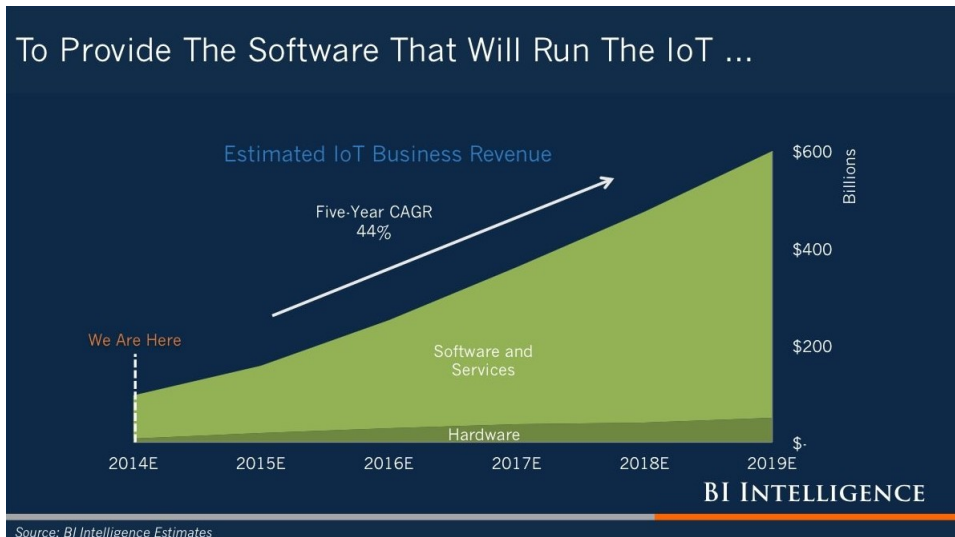 To Provide The Software That Will Run The IoT ...
Estimated IoT Business Revenue
$600
Billions
Five-Year CAGR
44%
$400
We Are Here
$200
Software and
Services
Hardware
$-
2014E 2015E 2016E 2017E 2018E 2019E
BI INTELLIGENCE
Source: BI Intelligence Estimates